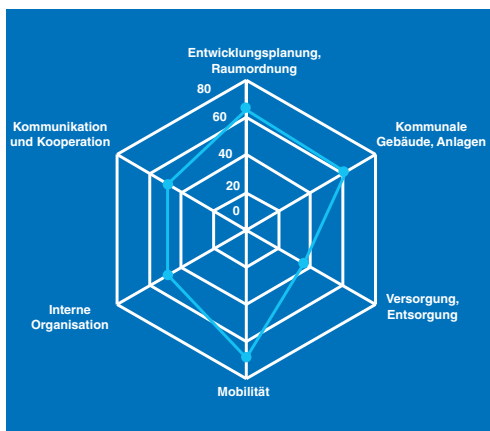 Entwicklungsplanung,
Raumordnung
80
60
40
20
0
Kommunikation
und Kooperation
Kommunale
Gebäude, Anlagen
Interne
Organisation
Versorgung,
Entsorgung
Mobilität